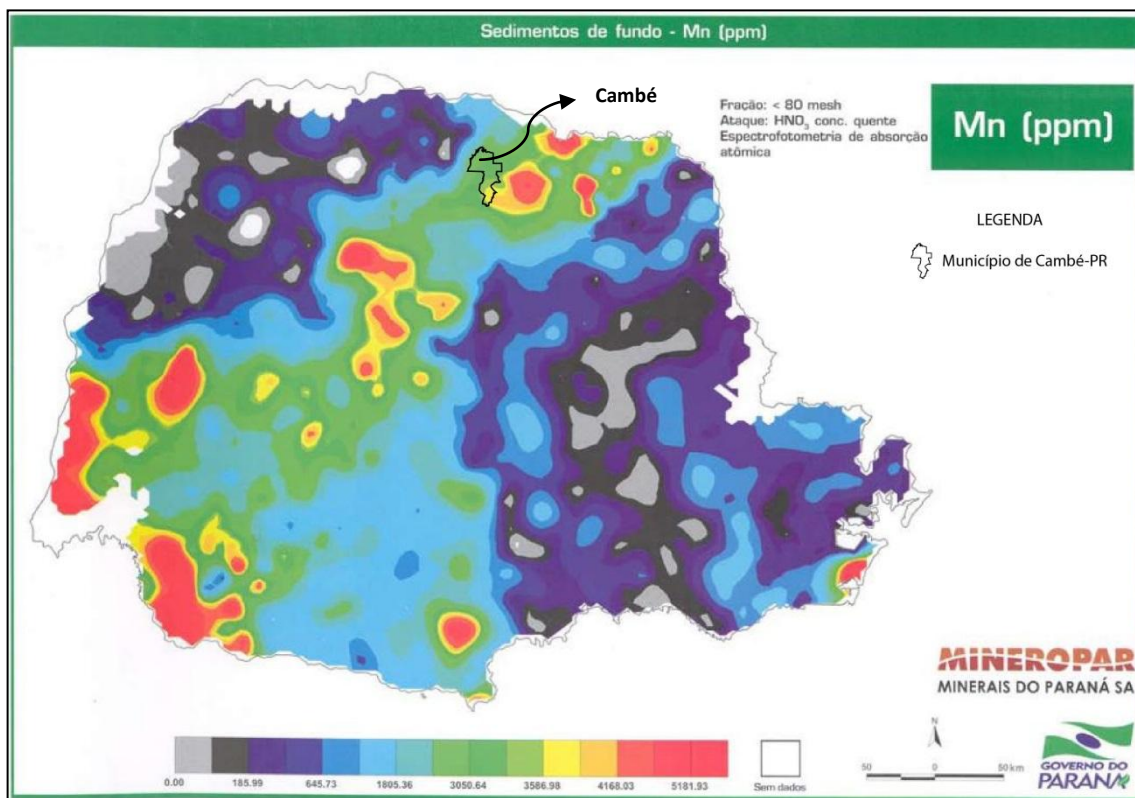 Sedimentos de fundo - Mn (ppm)
Cambé
Fração: < 80 mesh
Ataque: HNO3 conc. quente
Espectrofotometria de absorção
atômica
Mn (ppm)
LEGENDA
Município de Cambé-PR
MINEROPAR
MINERAIS DO PARANÁ SA
0.00 185.99 645.73 1805.36 3050.64 3586.98 4168.03 5181.93
Sem dados
N
50 0 50 km
GOVERNO DO
PARANÁ